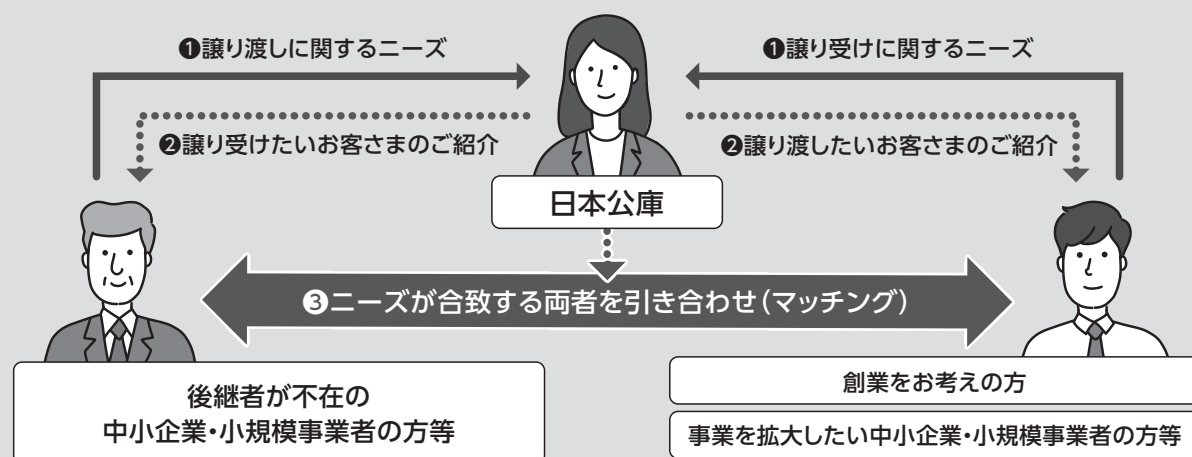 ❶譲り渡しに関するニーズ
❶譲り受けに関するニーズ
❷譲り受けたいお客さまのご紹介
❷譲り渡したいお客さまのご紹介
日本公庫
❸ニーズが合致する両者を引き合わせ(マッチング)
後継者が不在の
中小企業・小規模事業者の方等
創業をお考えの方
事業を拡大したい中小企業・小規模事業者の方等